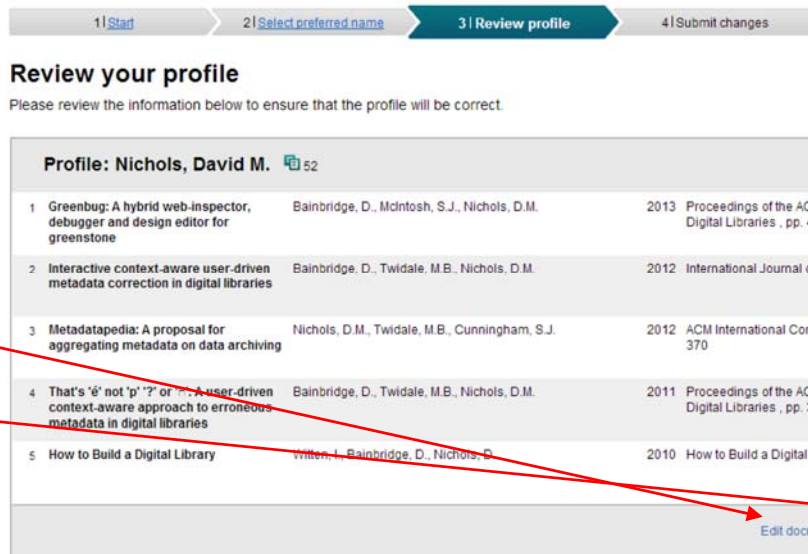 1 | Start 2 | Select preferred name 3 | Review profile 4 | Submit changes
Review your profile
Please review the information below to ensure that the profile will be correct.
Profile: Nichols, David M. 52
1 Greenbug: A hybrid web-inspector, Bainbridge, D., McIntosh, S.J., Nichols, D.M. 2013 Proceedings of the
debugger and design editor for Digital Libraries , pp.
greenstone
2 Interactive context-aware user-driven Bainbridge, D., Twidale, M.B., Nichols, D.M. 2012 International Journal
metadata correction in digital libraries
3 Metadatapedia: A proposal for Nichols, D.M., Twidale, M.B., Cunningham, S.J. 2012 ACM International
aggregating metadata on data archiving 370
4 That's 'é' not 'þ' '?' or A user-driven Bainbridge, D., Twidale, M.B., Nichols, D.M. 2011 Proceedings of the
context-aware approach to erroneous Digital Libraries , pp.
metadata in digital libraries
5 How to Build a Digital Library Witten, I., Bainbridge, D., Nichols, D. 2010 How to Build a Digital
Edit